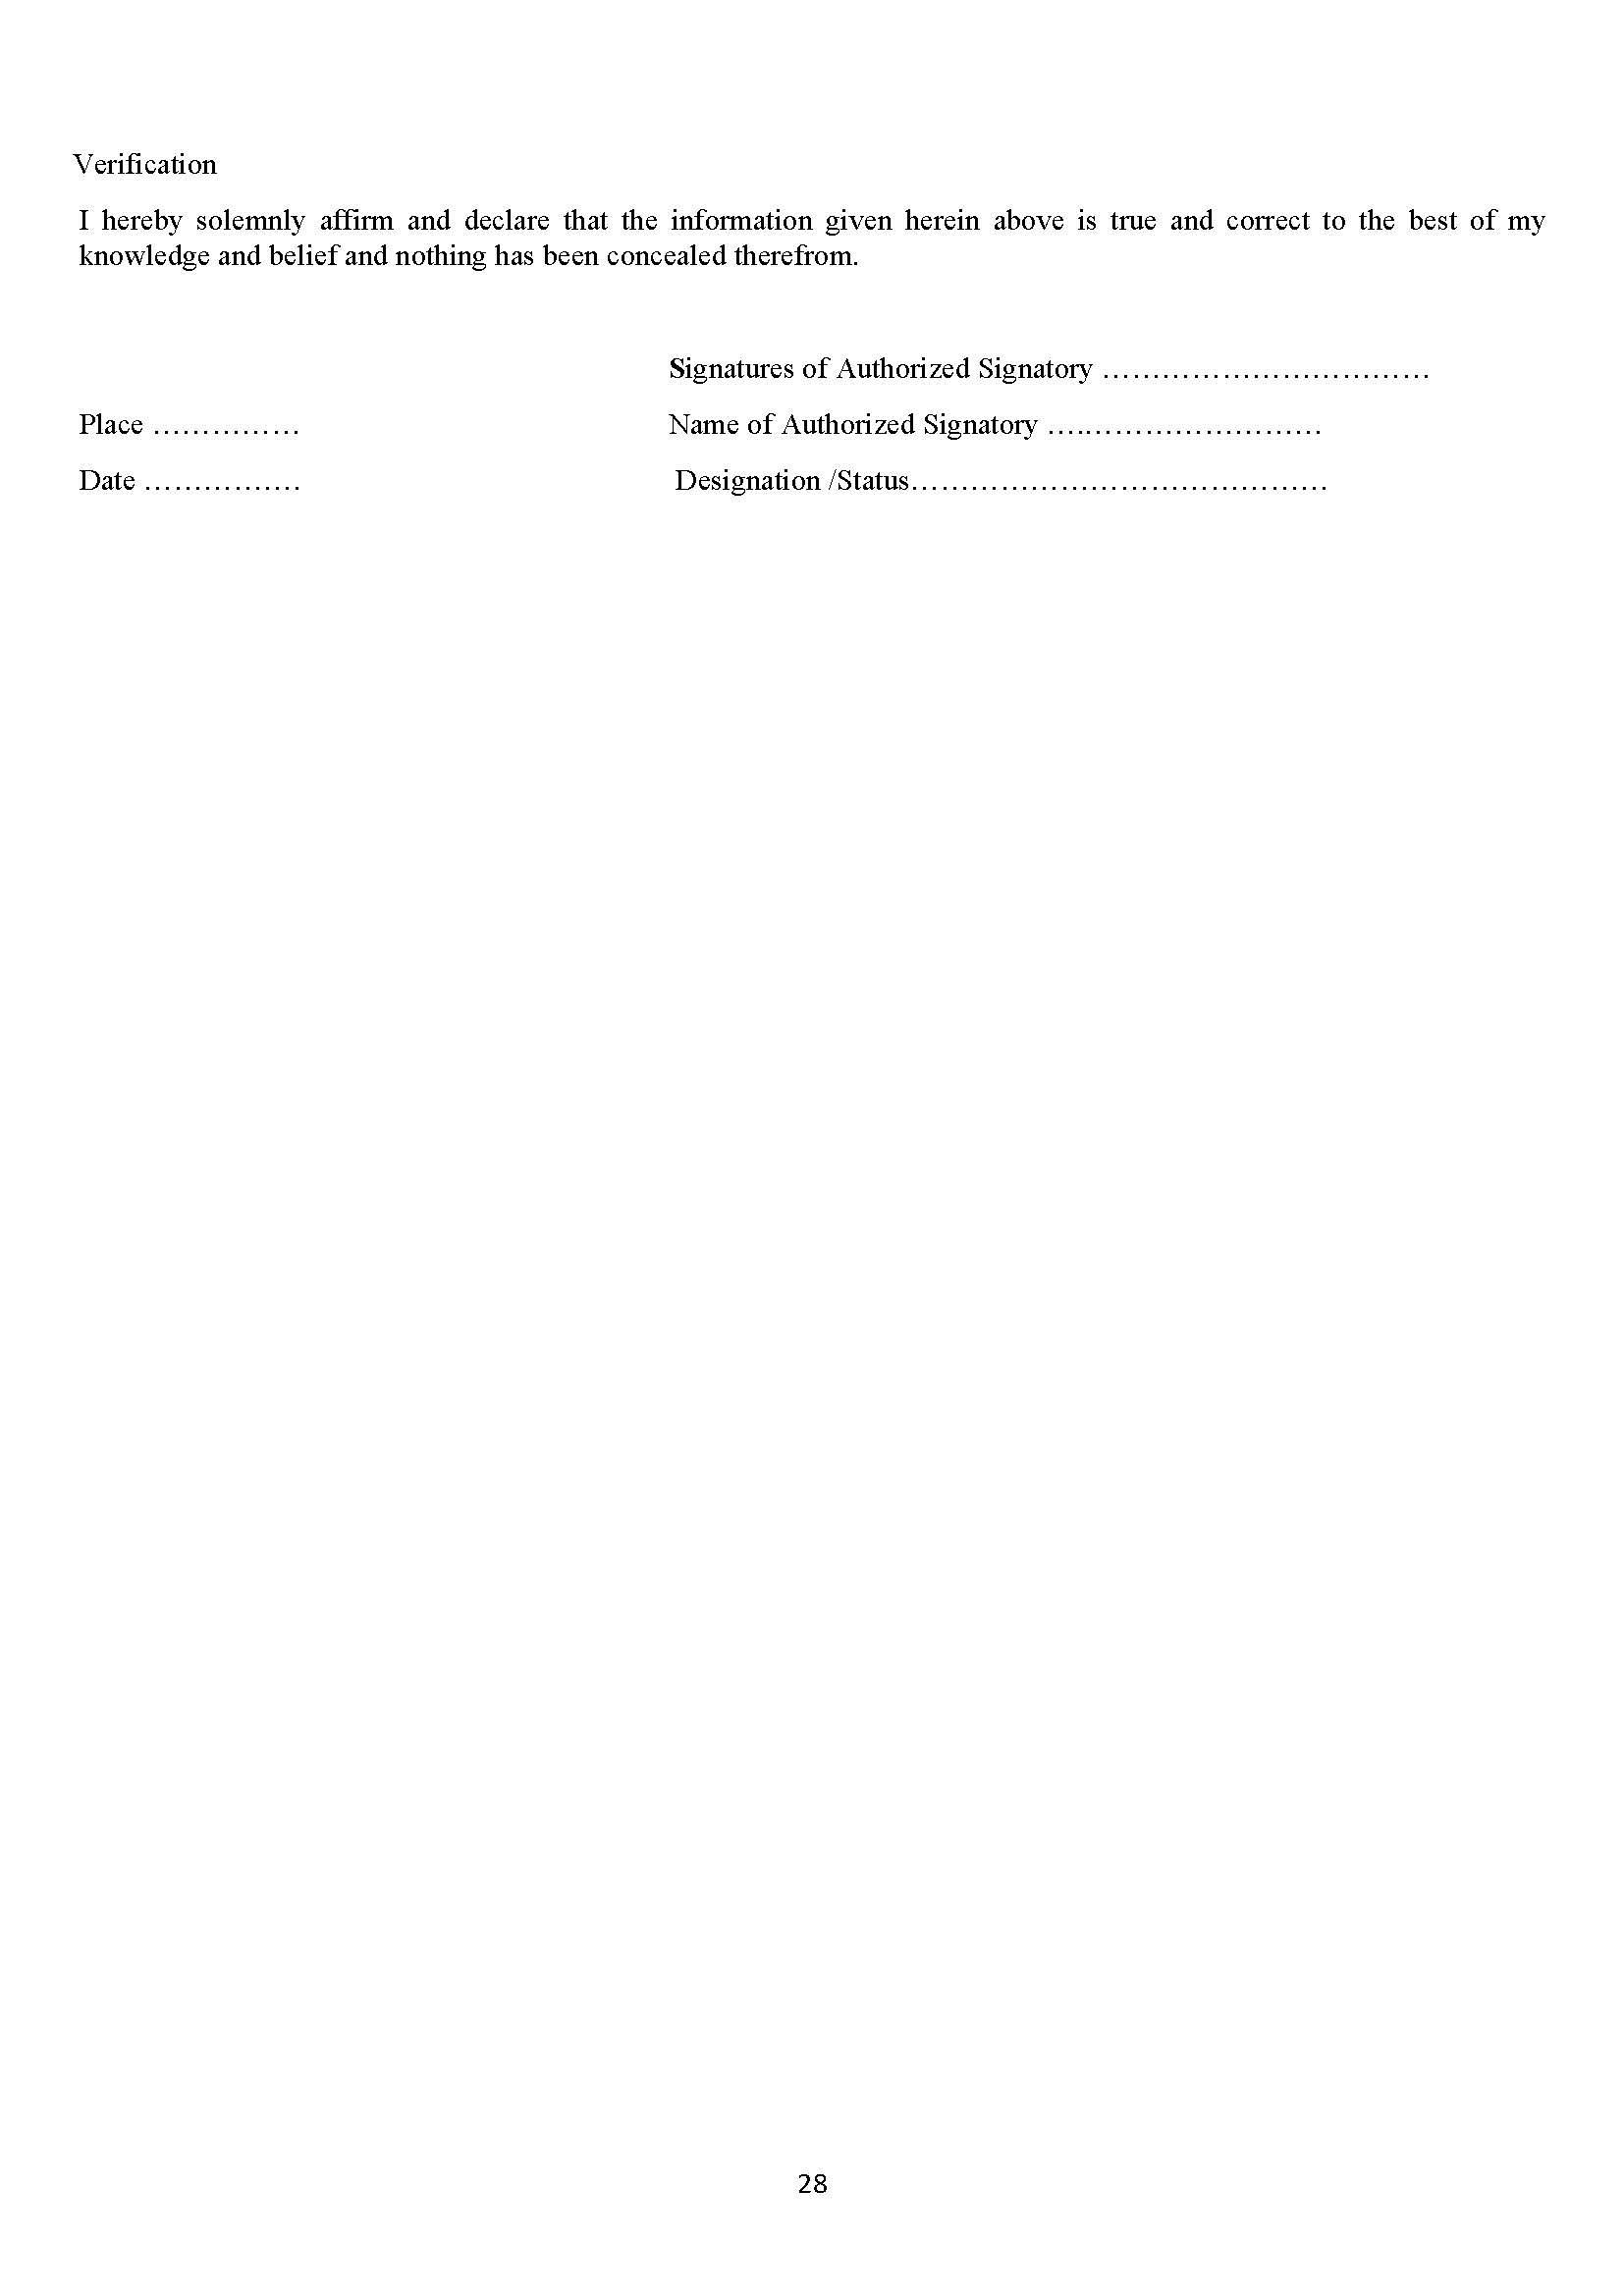 Verification
I hereby solemnly affirm and declare that the information given herein above is true and correct to the best of my
knowledge and belief and nothing has been concealed therefrom.
Signatures of Authorized Signatory ……………………………
Place …………… Name of Authorized Signatory ….……………………
Date ……………. Designation /Status……………………………………
28